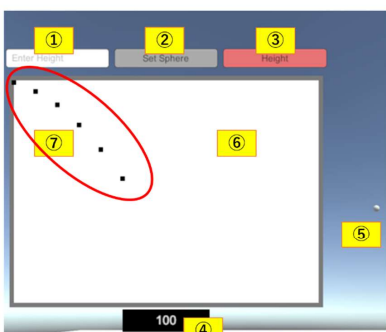 ① ② ③
Enter Height Set Sphere Height
⑦ ⑥
⑤
100
④